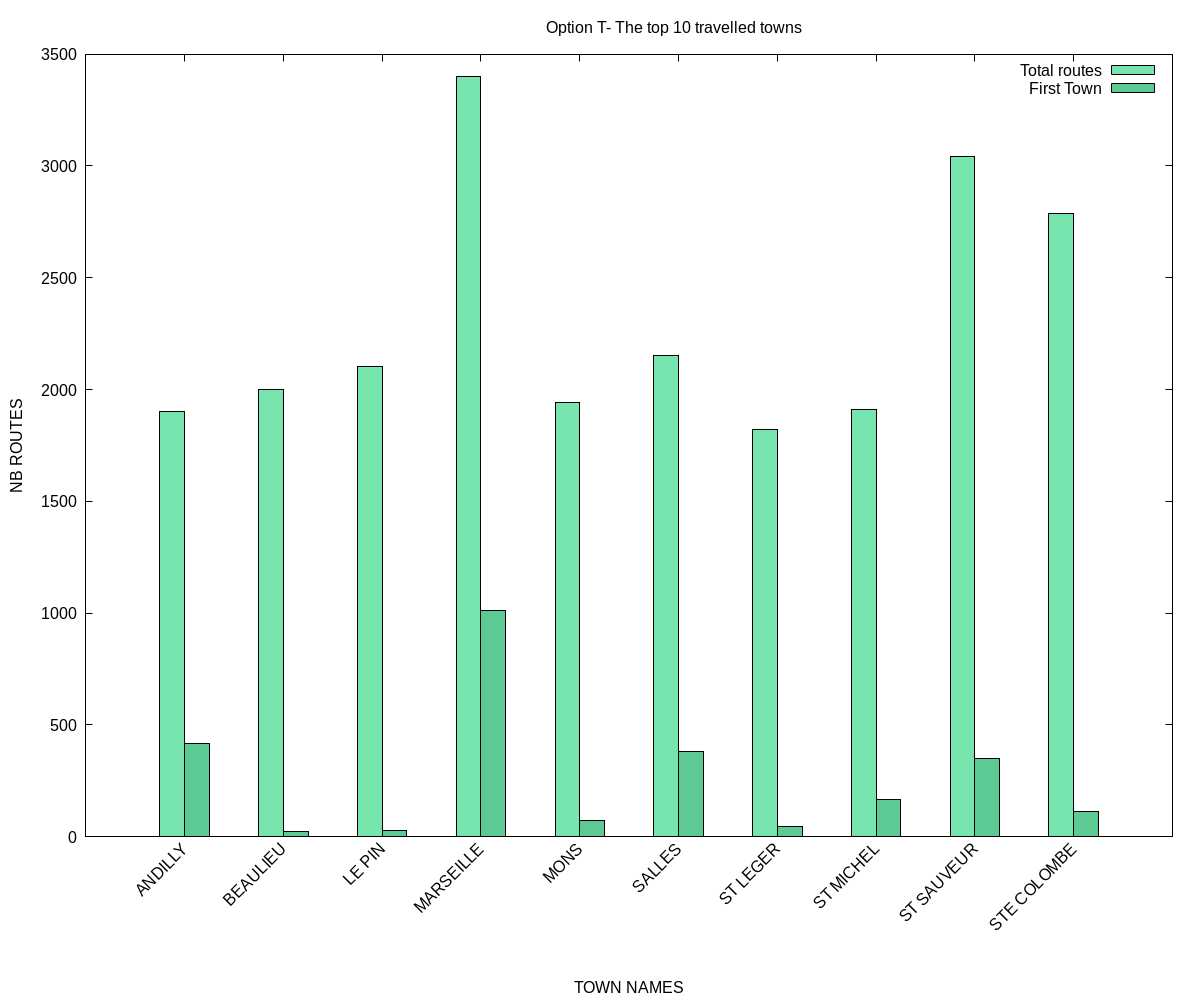 Option T- The top 10 travelled towns
Total routes
First Town
3500
3000
2500
2000
1500
1000
500
0
NB ROUTES
ANDILLY
BEAULIEU
LE PIN
MARSEILLE
MONS
SALLES
ST LEGER
ST MICHEL
ST SAUVEUR
STE COLOMBE
TOWN NAMES